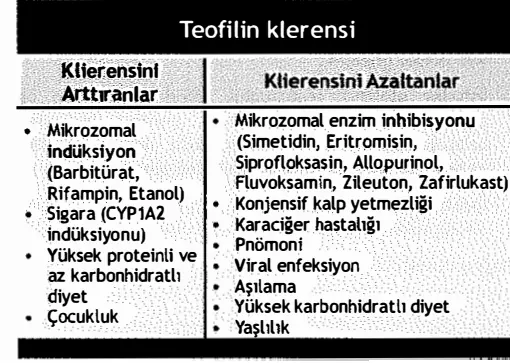 Teofilin klerensi
Klierensini
Arttıranlar
• Mikrozomal
indüksiyon
(Barbitürat,
Rifampin, Etanol)
• Sigara (CYP1A2
indüksiyonu)
• Yüksek proteinli ve
az karbonhidratlı
diyet
• Çocukluk
Klierensini Azaltanlar
• Mikrozomal enzim inhibisyonu
(Simetidin, Eritromisin,
Siprofloksasin, Allopurinol,
Fluvoksamin, Zileuton, Zafirlukast)
• Konjensif kalp yetmezliği
• Karaciğer hastalığı
• Pnömoni
• Viral enfeksiyon
• Aşılama
• Yüksek karbonhidratlı diyet
• Yaşlılık